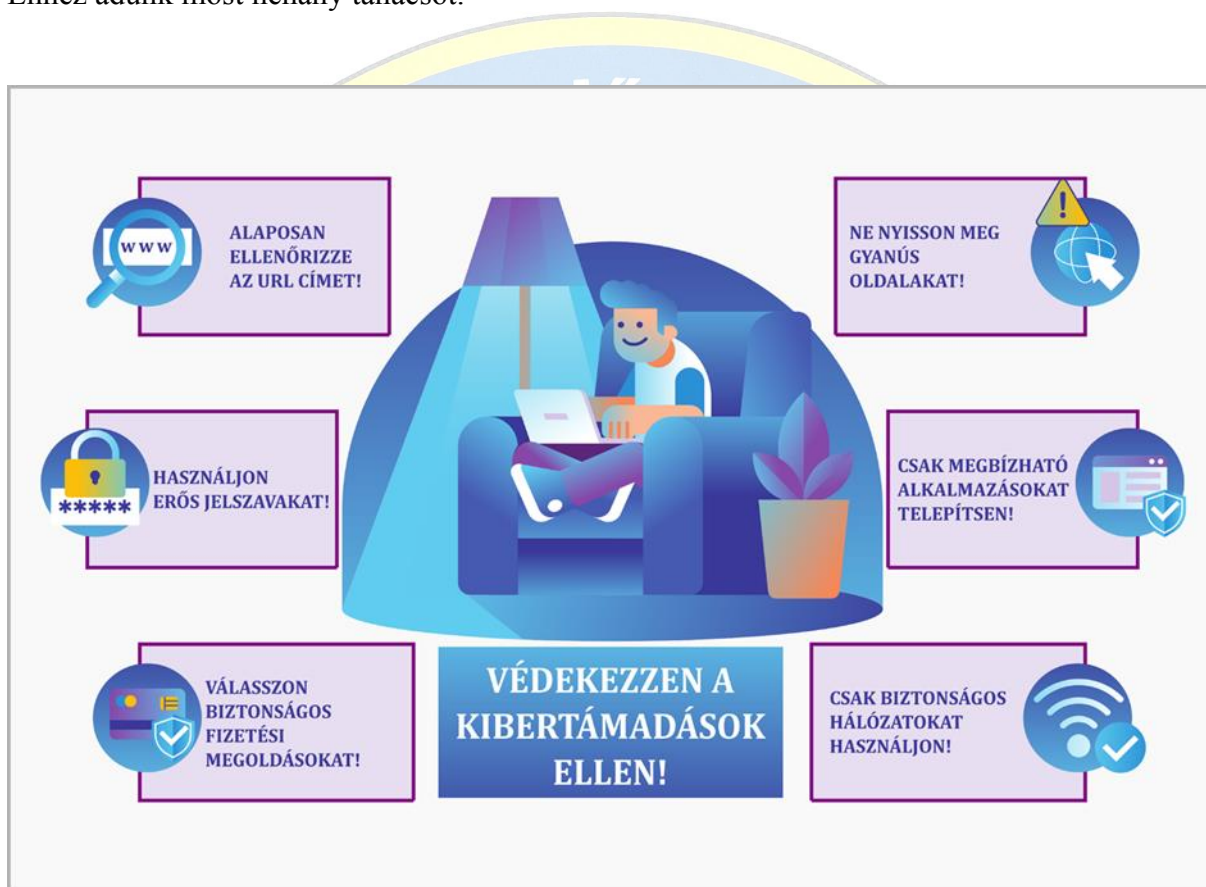 WWW
ALAPOSAN
ELLENŐRIZZE
AZ URL CÍMET!
NE NYISSON MEG
GYANÚS
OLDALAKAT!
HASZNÁLJON
ERŐS JELSZAVAKAT!
*****
CSAK MEGBÍZHATÓ
ALKALMAZÁSOKAT
TELEPÍTSEN!
VÁLASSZON
BIZTONSÁGOS
FIZETÉSI
MEGOLDÁSOKAT!
VÉDEKEZZEN A
KIBERTÁMADÁSOK
ELLEN!
CSAK BIZTONSÁGOS
HÁLÓZATOKAT
HASZNÁLJON!